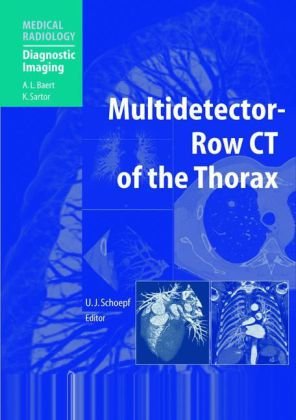 MEDICAL
RADIOLOGY
Diagnostic
Imaging
A. L. Baert
K. Sartor
Multidetector-
Row CT
of the Thorax
U. J. Schoepf
Editor